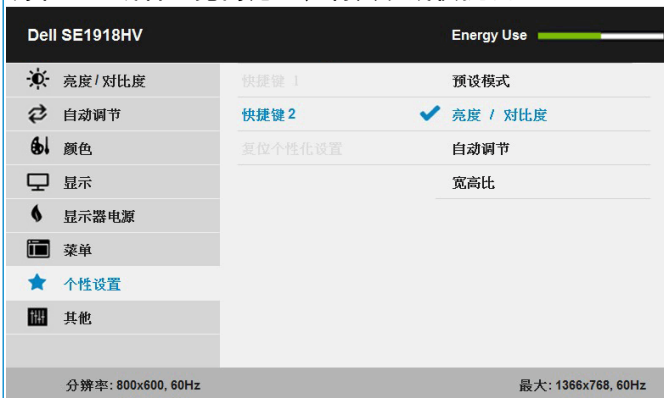 Dell SE1918HV
Energy Use
亮度/对比度
快捷键 1
预设模式
自动调节
快捷键 2
亮度 / 对比度
颜色
复位个性化设置
自动调节
显示
宽高比
显示器电源
菜单
个性设置
其他
分辨率: 800x600, 60Hz
最大: 1366x768, 60Hz